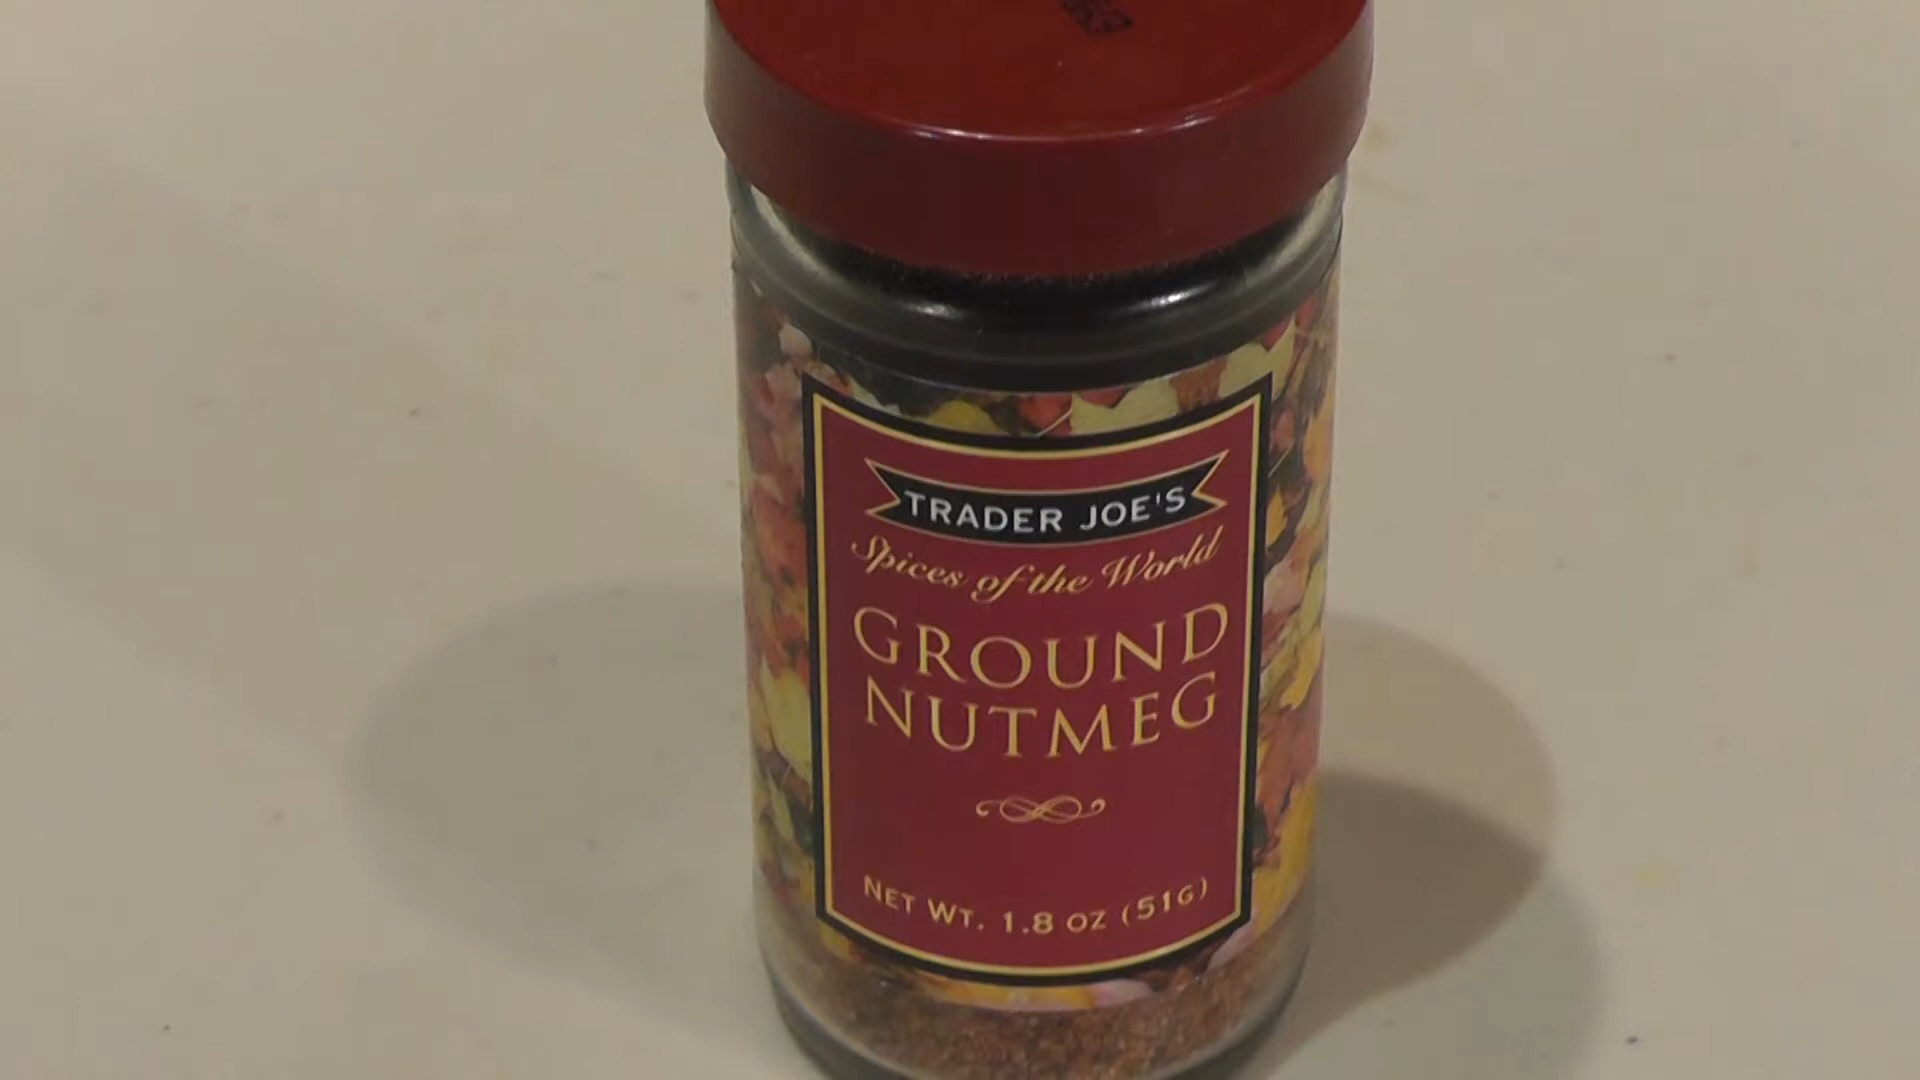 TRADER JOE'S
Spices of the World
GROUND
NUTMEG
NET WT. 1.8 OZ (51G)